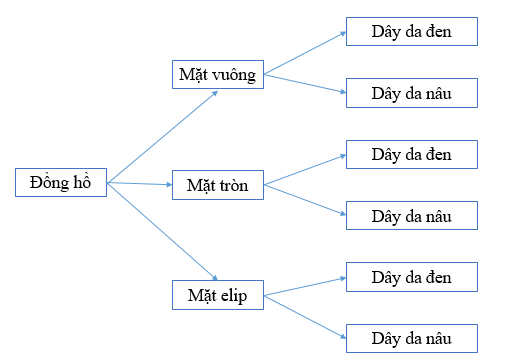 Đồng hồ
Mặt vuông
Dây da đen
Dây da nâu
Mặt tròn
Dây da đen
Dây da nâu
Mặt elip
Dây da đen
Dây da nâu